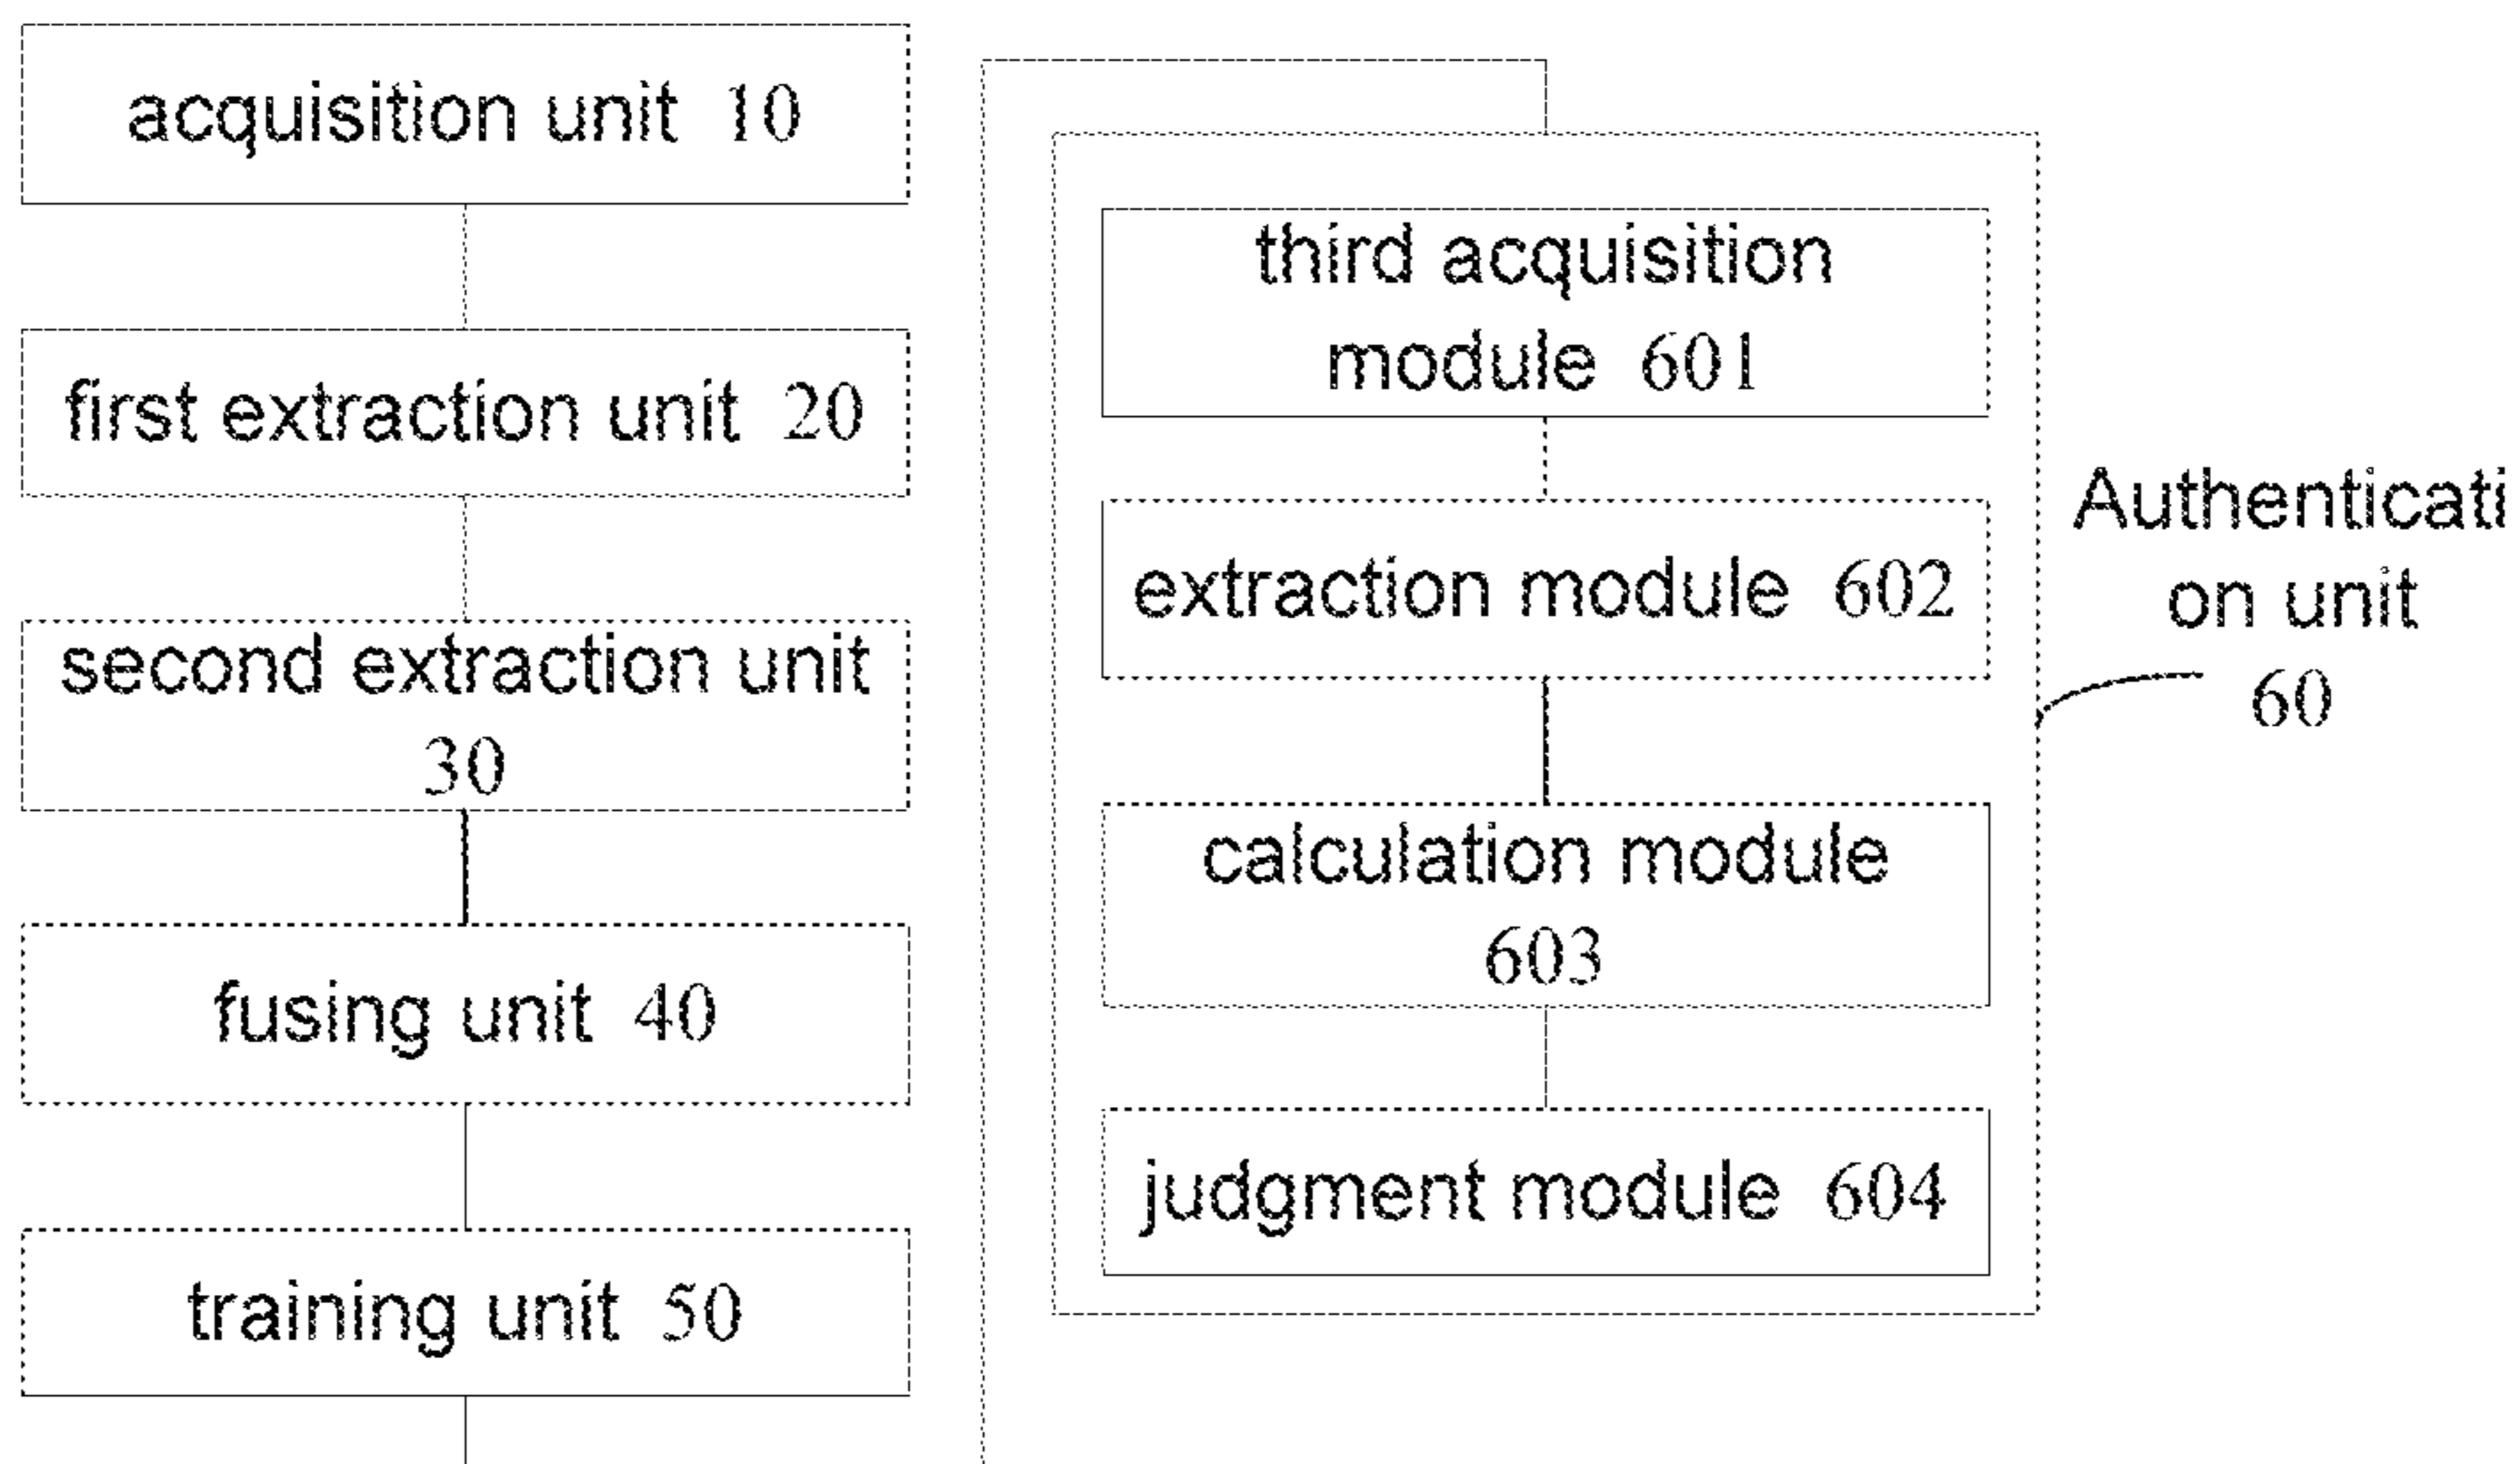 acquisition unit 10
first extraction unit 20
second extraction unit
30
fusing unit 40
training unit 50
third acquisition
module 601
extraction module 602
calculation module
603
judgment module 604
Authenticati
on unit
60